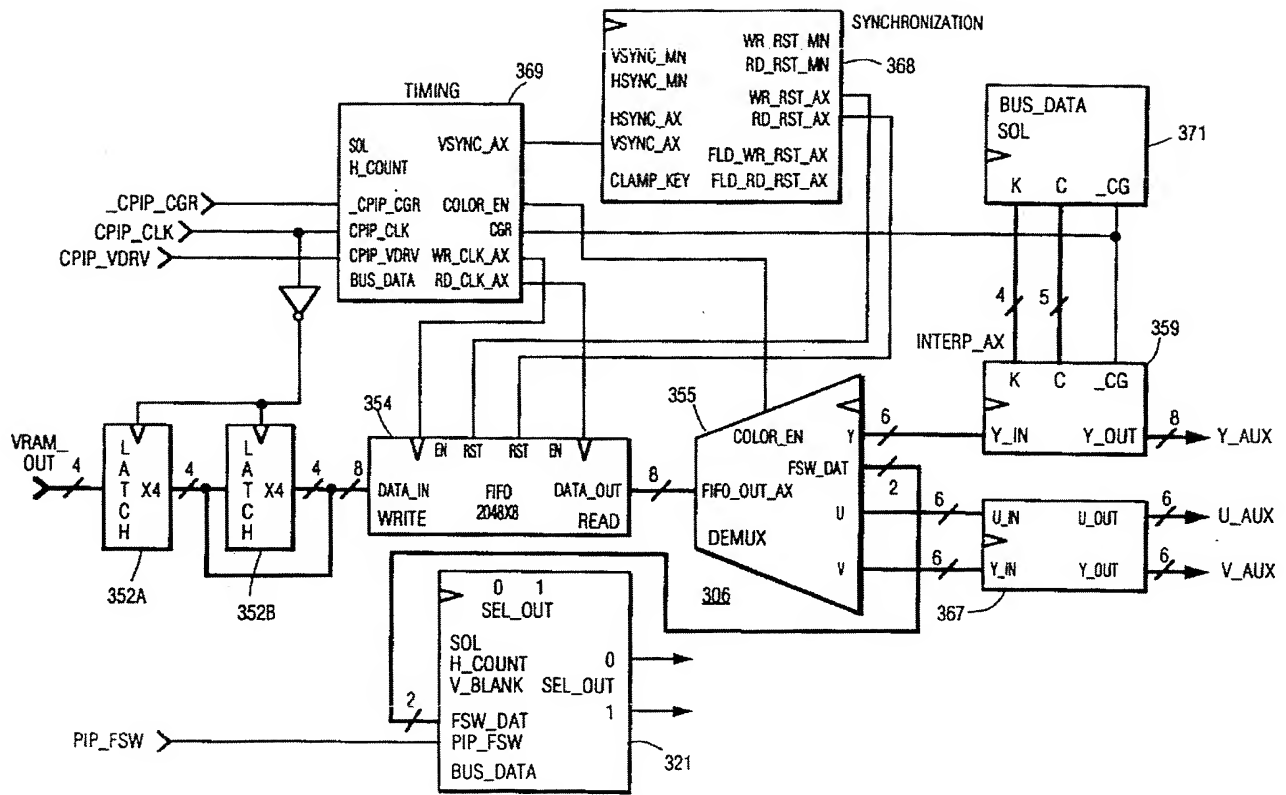 SYNCHRONIZATION
VSYNC_MN
HSYNC_MN
HSYNC_AX
VSYNC_AX
CLAMP_KEY
WR_RST_MN
RD_RST_MN
WR_RST_AX
RD_RST_AX
FLD_WR_RST_AX
FLD_RD_RST_AX
368
TIMING
369
SOL
H_COUNT
_CPIP_CGR
CPIP_CLK
CPIP_VDRV
BUS_DATA
VSYNC_AX
COLOR_EN
CGR
WR_CLK_AX
RD_CLK_AX
_CPIP_CGR
CPIP_CLK
CPIP_VDRV
BUS_DATA
SOL
K C _CG
371
4 5
INTERP_AX
359
K C _CG
Y_IN Y_OUT
8
Y_AUX
VRAM_
OUT
4
LATCH
X4
352A
4
LATCH
X4
352B
4
8
354
EN RST RST EN
DATA_IN FIFO DATA_OUT
WRITE 2048X8 READ
8
355
COLOR_EN
Y
FSW_DAT
FIFO_OUT_AX
U
DEMUX
V
306
6
2
6
6
U_IN U_OUT
Y_IN Y_OUT
367
6
U_AUX
6
V_AUX
0 1
SEL_OUT
SOL
H_COUNT 0
V_BLANK SEL_OUT
1
2
FSW_DAT
PIP_FSW
BUS_DATA
321
PIP_FSW